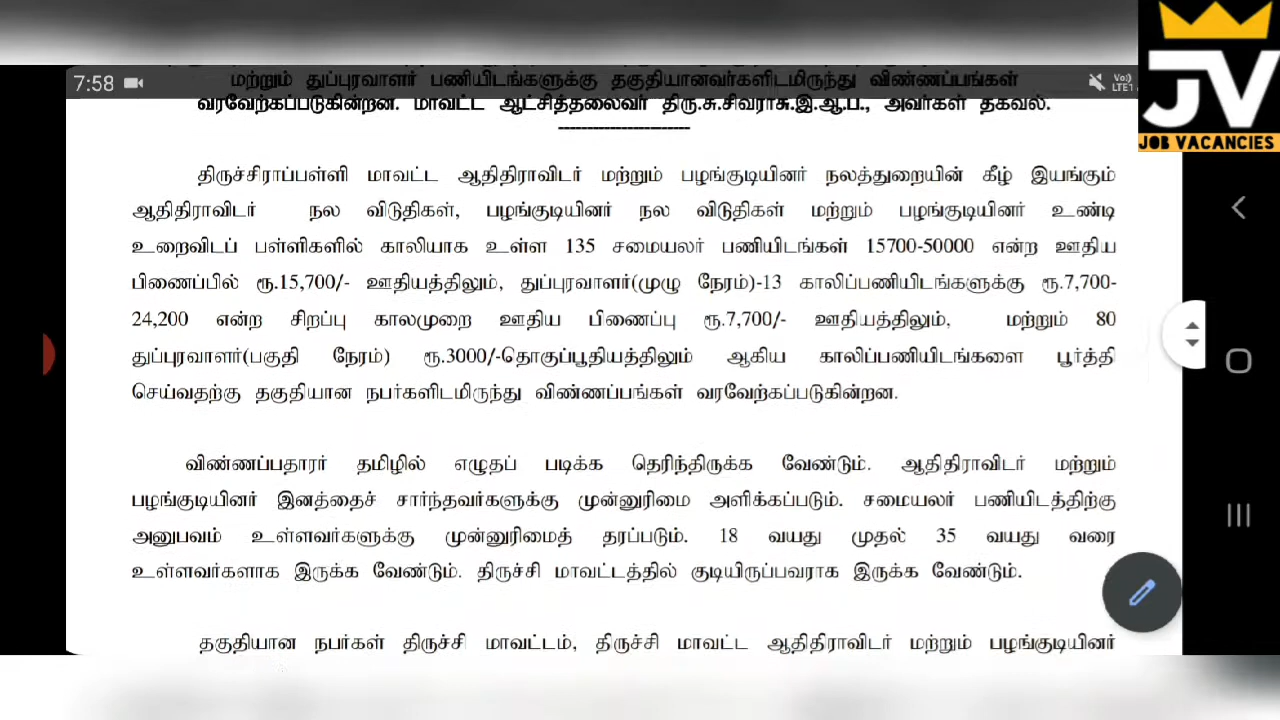 7:58
Vo)) LTE1
JV
JOB VACANCIES
மற்றும் துப்புரவாளர் பணியிடங்களுக்கு தகுதியானவர்களிடமிருந்து விண்ணப்பங்கள்
வரவேற்கப்படுகின்றன. மாவட்ட ஆட்சித்தலைவர் திரு.சு.சிவராசு.இ.ஆ.ப., அவர்கள் தகவல்.
-----------------------
திருச்சிராப்பள்ளி மாவட்ட ஆதிதிராவிடர் மற்றும் பழங்குடியினர் நலத்துறையின் கீழ் இயங்கும்
ஆதிதிராவிடர் நல விடுதிகள், பழங்குடியினர் நல விடுதிகள் மற்றும் பழங்குடியினர் உண்டி
உறைவிடப் பள்ளிகளில் காலியாக உள்ள 135 சமையலர் பணியிடங்கள் 15700-50000 என்ற ஊதிய
பிணைப்பில் ரூ.15,700/- ஊதியத்திலும், துப்புரவாளர்(முழு நேரம்)-13 காலிப்பணியிடங்களுக்கு ரூ.7,700-
24,200 என்ற சிறப்பு காலமுறை ஊதிய பிணைப்பு ரூ.7,700/- ஊதியத்திலும், மற்றும் 80
துப்புரவாளர்(பகுதி நேரம்) ரூ.3000/-தொகுப்பூதியத்திலும் ஆகிய காலிப்பணியிடங்களை பூர்த்தி
செய்வதற்கு தகுதியான நபர்களிடமிருந்து விண்ணப்பங்கள் வரவேற்கப்படுகின்றன.
விண்ணப்பதாரர் தமிழில் எழுதப் படிக்க தெரிந்திருக்க வேண்டும். ஆதிதிராவிடர் மற்றும்
பழங்குடியினர் இனத்தைச் சார்ந்தவர்களுக்கு முன்னுரிமை அளிக்கப்படும். சமையலர் பணியிடத்திற்கு
அனுபவம் உள்ளவர்களுக்கு முன்னுரிமைத் தரப்படும். 18 வயது முதல் 35 வயது வரை
உள்ளவர்களாக இருக்க வேண்டும். திருச்சி மாவட்டத்தில் குடியிருப்பவராக இருக்க வேண்டும்.
தகுதியான நபர்கள் திருச்சி மாவட்டம், திருச்சி மாவட்ட ஆதிதிராவிடர் மற்றும் பழங்குடியினர்